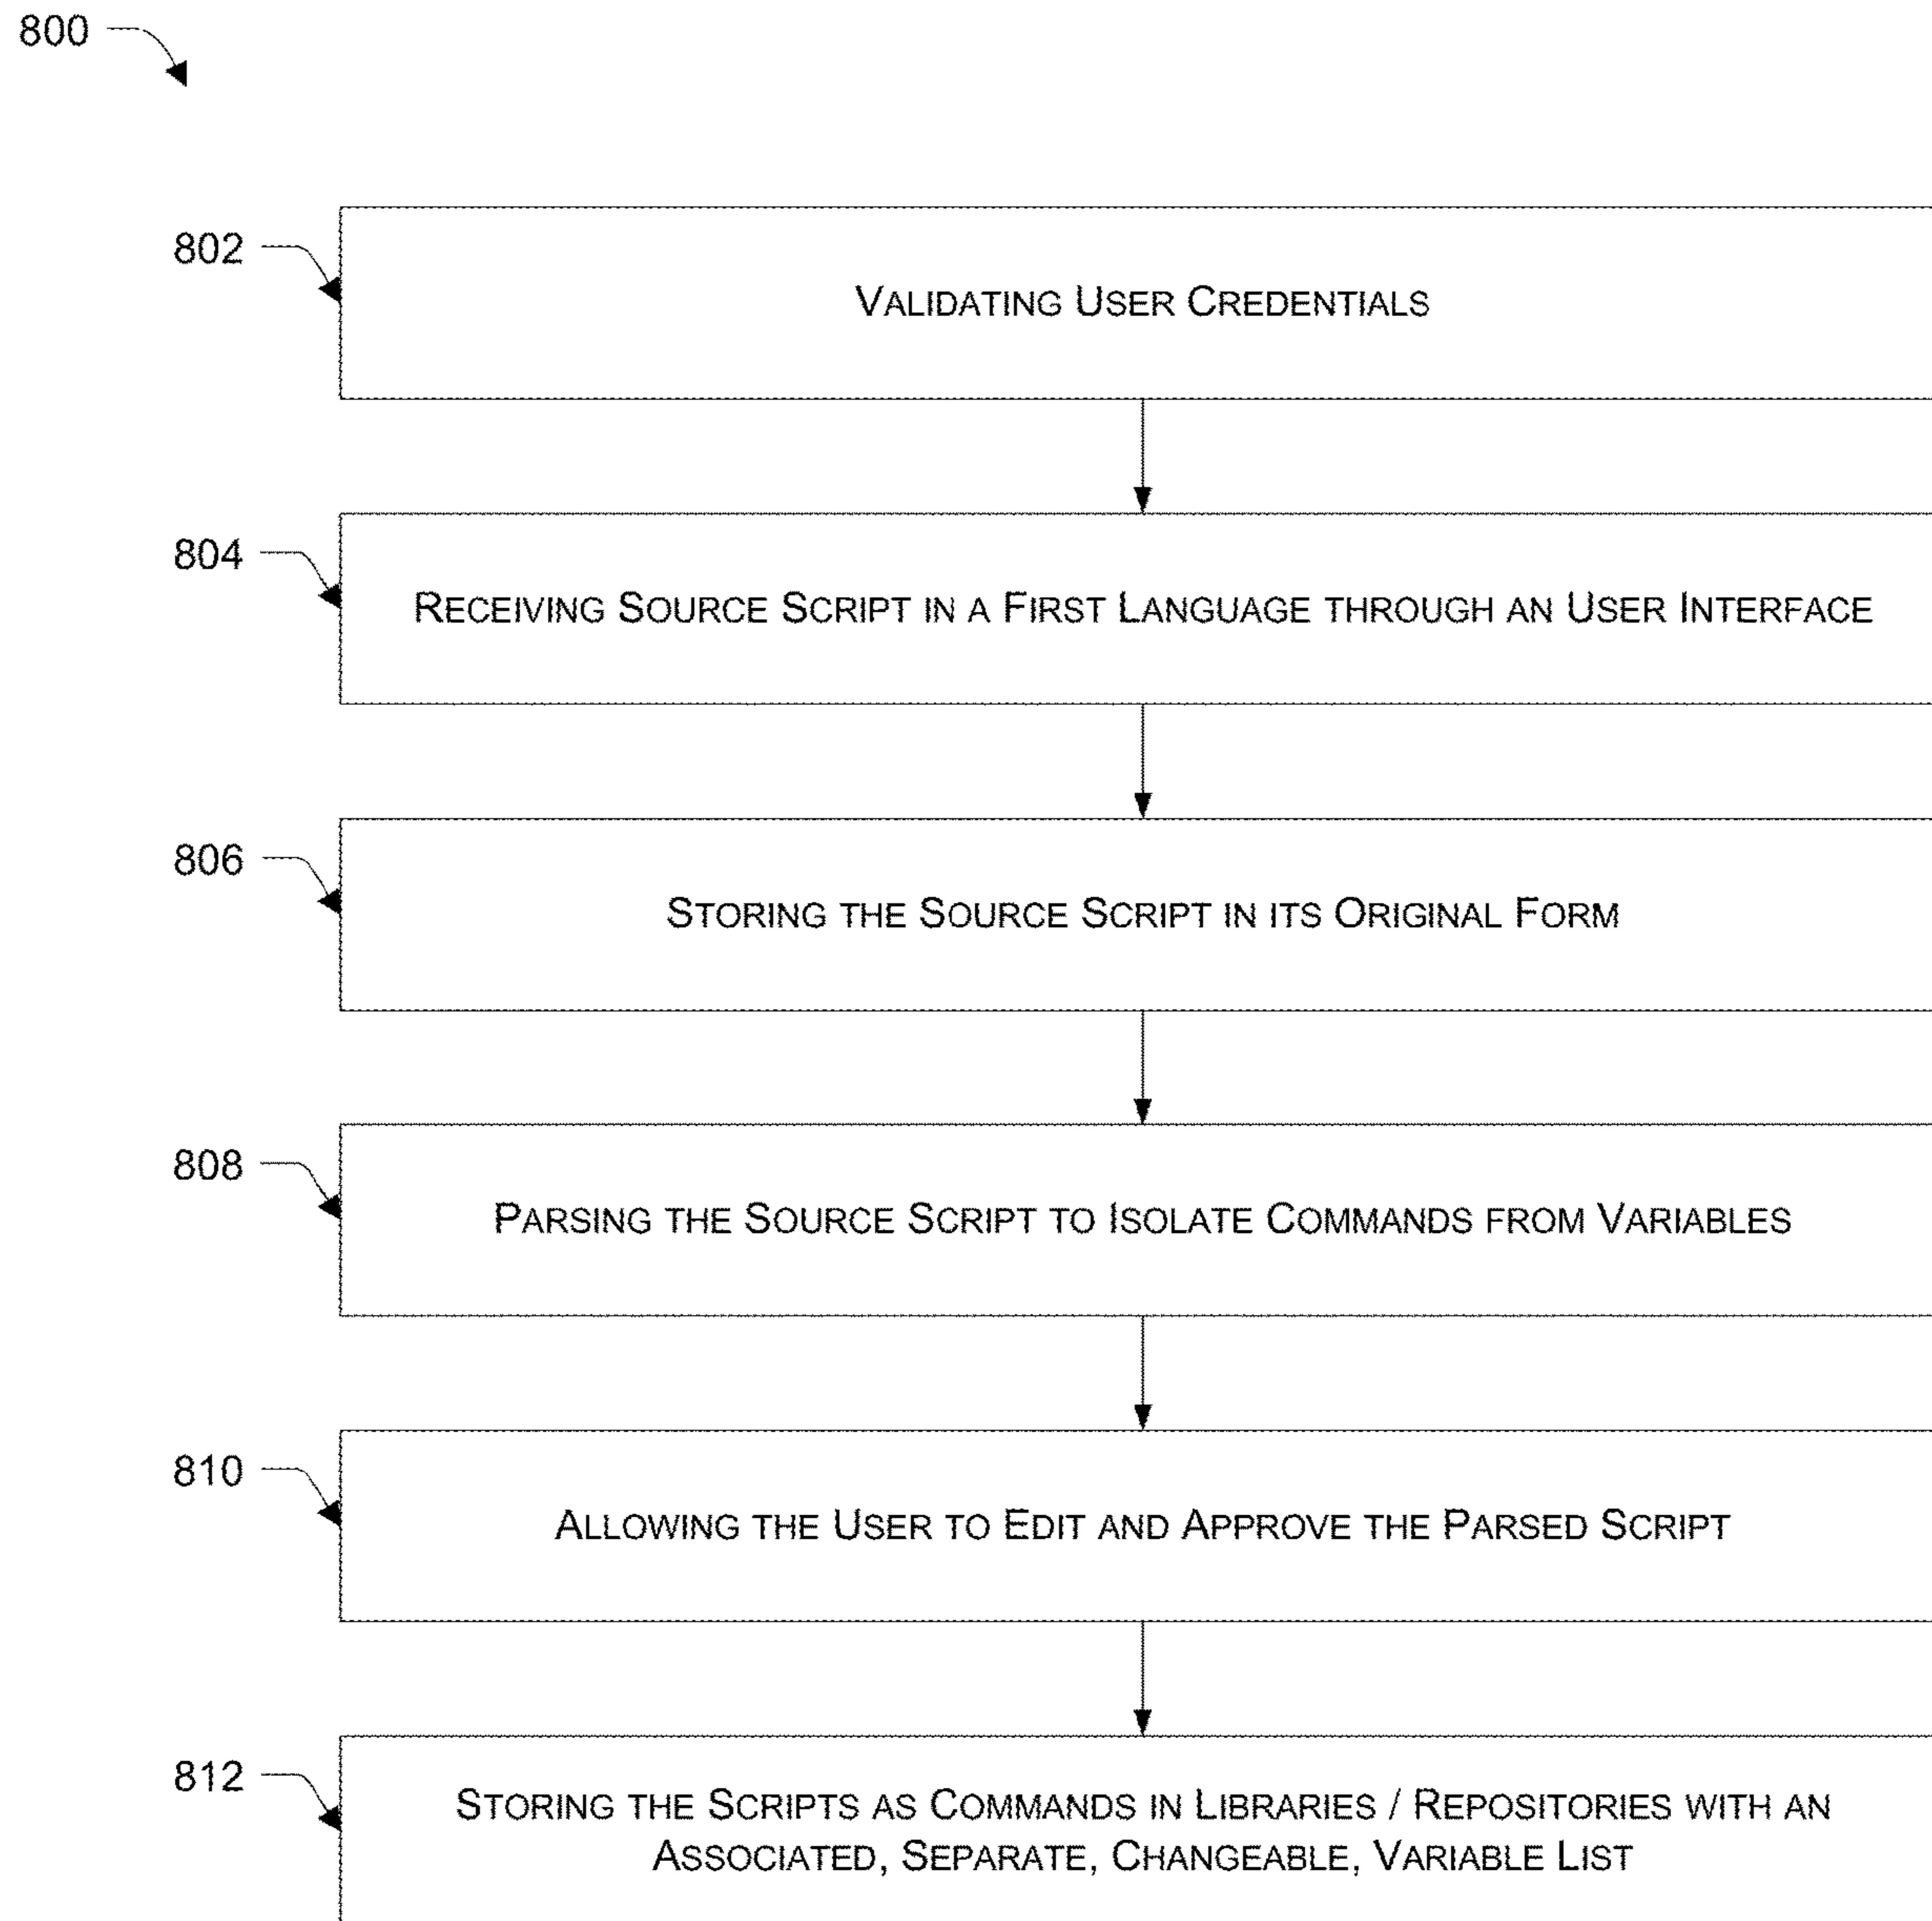 800
802
VALIDATING USER CREDENTIALS
804
RECEIVING SOURCE SCRIPT IN A FIRST LANGUAGE THROUGH AN USER INTERFACE
806
STORING THE SOURCE SCRIPT IN ITS ORIGINAL FORM
808
PARSING THE SOURCE SCRIPT TO ISOLATE COMMANDS FROM VARIABLES
810
ALLOWING THE USER TO EDIT AND APPROVE THE PARSED SCRIPT
812
STORING THE SCRIPTS AS COMMANDS IN LIBRARIES / REPOSITORIES WITH AN
ASSOCIATED, SEPARATE, CHANGEABLE, VARIABLE LIST